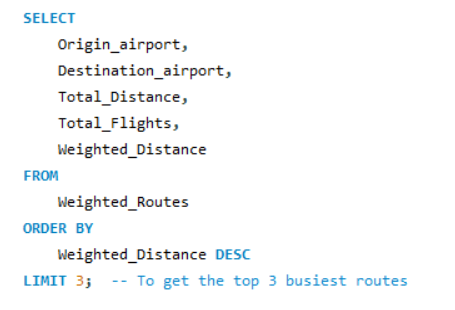 SELECT
Origin_airport,
Destination_airport,
Total_Distance,
Total_Flights,
Weighted_Distance
FROM
Weighted_Routes
ORDER BY
Weighted_Distance DESC
LIMIT 3;  -- To get the top 3 busiest routes